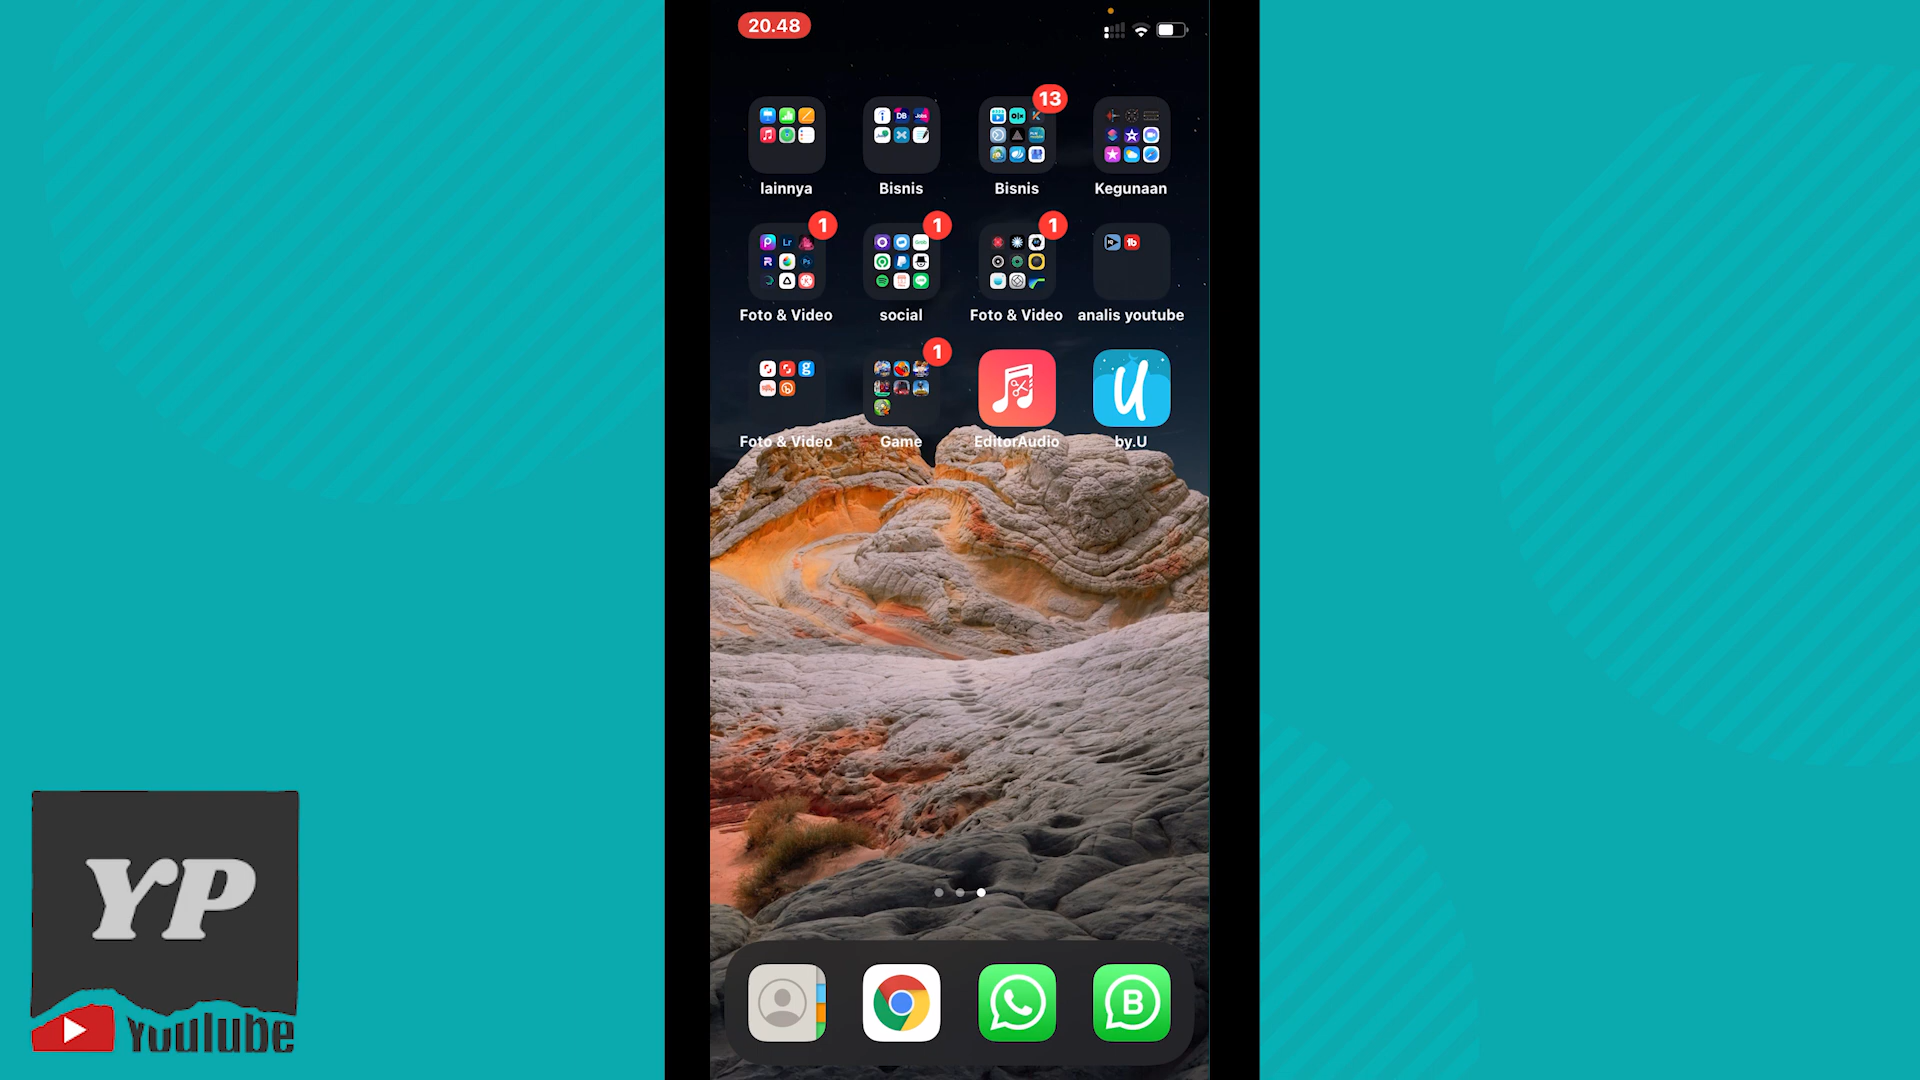 20.48
13
lainnya
Bisnis
Bisnis
Kegunaan
1
1
1
Foto & Video
social
Foto & Video
analis youtube
1
Foto & Video
Game
EditorAudio
by.U
YP
YouTube